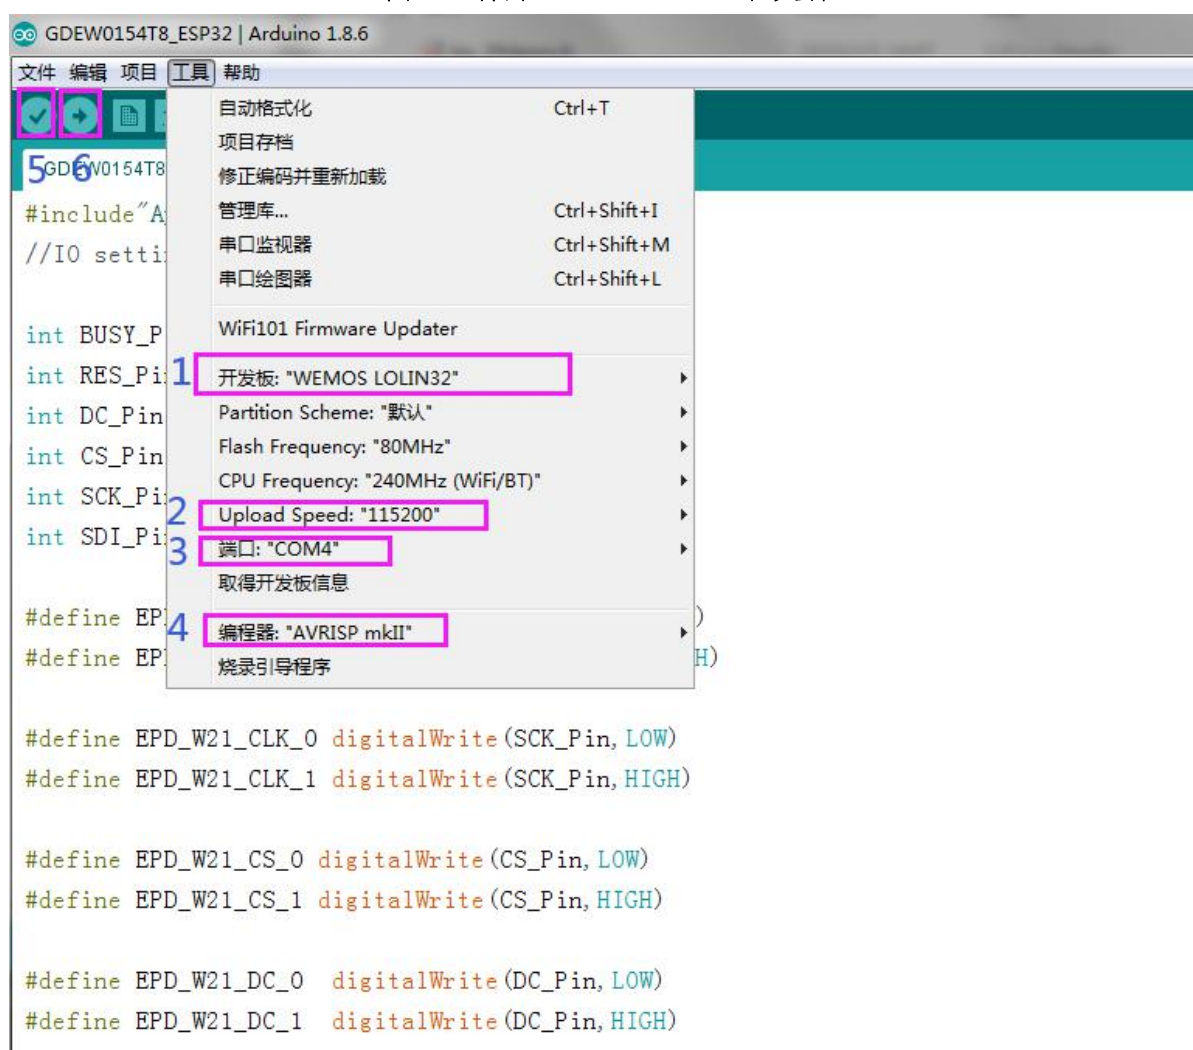 GDEW0154T8_ESP32 | Arduino 1.8.6
文件 编辑 项目 工具 帮助
自动格式化 Ctrl+T
项目存档
5 6 GDEW0154T8
修正编码并重新加载
#include"A
管理库... Ctrl+Shift+I
//IO setti
串口监视器 Ctrl+Shift+M
串口绘图器 Ctrl+Shift+L
int BUSY_P
WiFi101 Firmware Updater
int RES_Pi
1 开发板: "WEMOS LOLIN32"
int DC_Pin
Partition Scheme: "默认"
int CS_Pin
Flash Frequency: "80MHz"
CPU Frequency: "240MHz (WiFi/BT)"
int SCK_Pi
2 Upload Speed: "115200"
int SDI_Pi
3 端口: "COM4"
取得开发板信息
#define EP )
4 编程器: "AVRISP mkII"
#define EP H)
烧录引导程序
#define EPD_W21_CLK_0 digitalWrite(SCK_Pin,LOW)
#define EPD_W21_CLK_1 digitalWrite(SCK_Pin,HIGH)
#define EPD_W21_CS_0 digitalWrite(CS_Pin,LOW)
#define EPD_W21_CS_1 digitalWrite(CS_Pin,HIGH)
#define EPD_W21_DC_0 digitalWrite(DC_Pin,LOW)
#define EPD_W21_DC_1 digitalWrite(DC_Pin,HIGH)